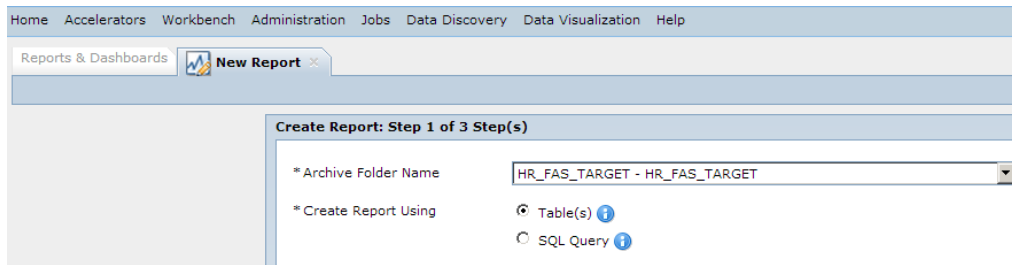 Home Accelerators Workbench Administration Jobs Data Discovery Data Visualization Help
Reports & Dashboards New Report
Create Report: Step 1 of 3 Step(s)
* Archive Folder Name HR_FAS_TARGET - HR_FAS_TARGET
* Create Report Using Table(s)
SQL Query